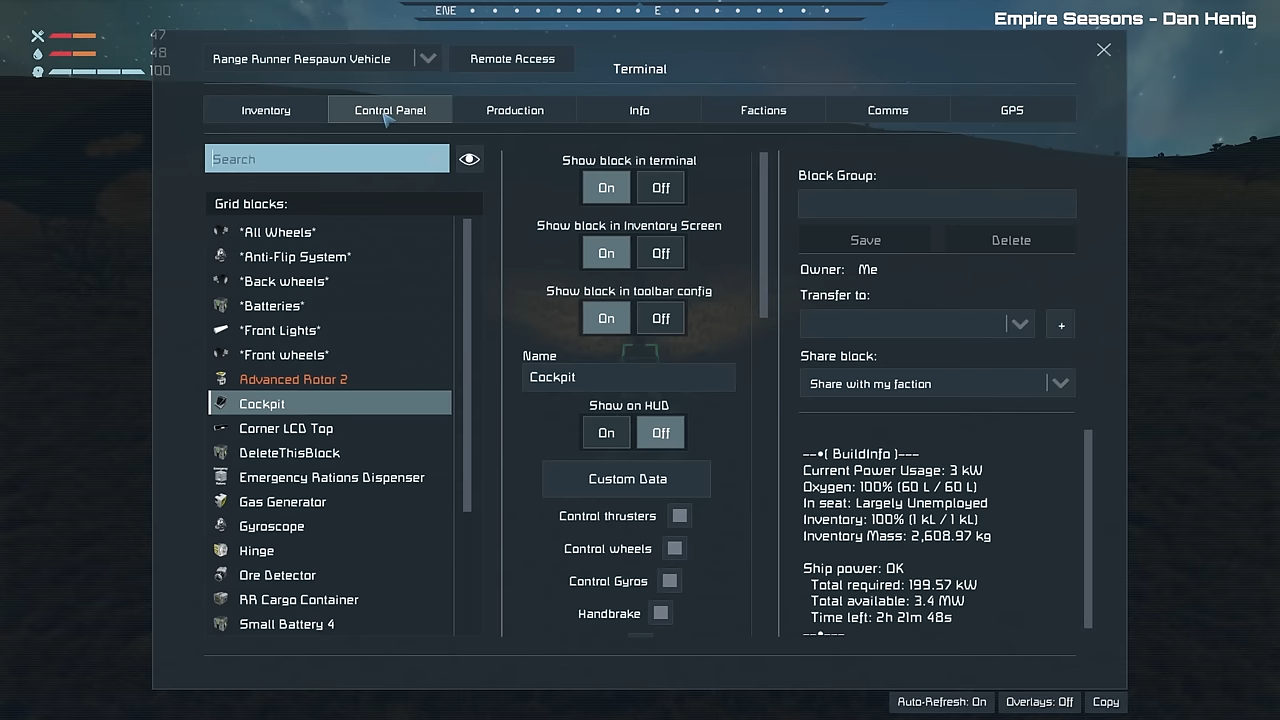 ENE E
Empire Seasons - Dan Henig
47
48
100
Range Runner Respawn Vehicle
Remote Access
Terminal
Inventory
Control Panel
Production
Info
Factions
Comms
GPS
Search
Grid blocks:
*All Wheels*
*Anti-Flip System*
*Back wheels*
*Batteries*
*Front Lights*
*Front wheels*
Advanced Rotor 2
Cockpit
Corner LCD Top
DeleteThisBlock
Emergency Rations Dispenser
Gas Generator
Gyroscope
Hinge
Ore Detector
RR Cargo Container
Small Battery 4
Show block in terminal
On Off
Show block in Inventory Screen
On Off
Show block in toolbar config
On Off
Name
Cockpit
Show on HUD
On Off
Custom Data
Control thrusters
Control wheels
Control Gyros
Handbrake
Block Group:
Save Delete
Owner: Me
Transfer to:
+
Share block:
Share with my faction
--•( BuildInfo )---
Current Power Usage: 3 kW
Oxygen: 100% (60 L / 60 L)
In seat: Largely Unemployed
Inventory: 100% (1 kL / 1 kL)
Inventory Mass: 2,608.97 kg
Ship power: OK
Total required: 199.57 kW
Total available: 3.4 MW
Time left: 2h 21m 48s
--•---
Auto-Refresh: On Overlays: Off Copy